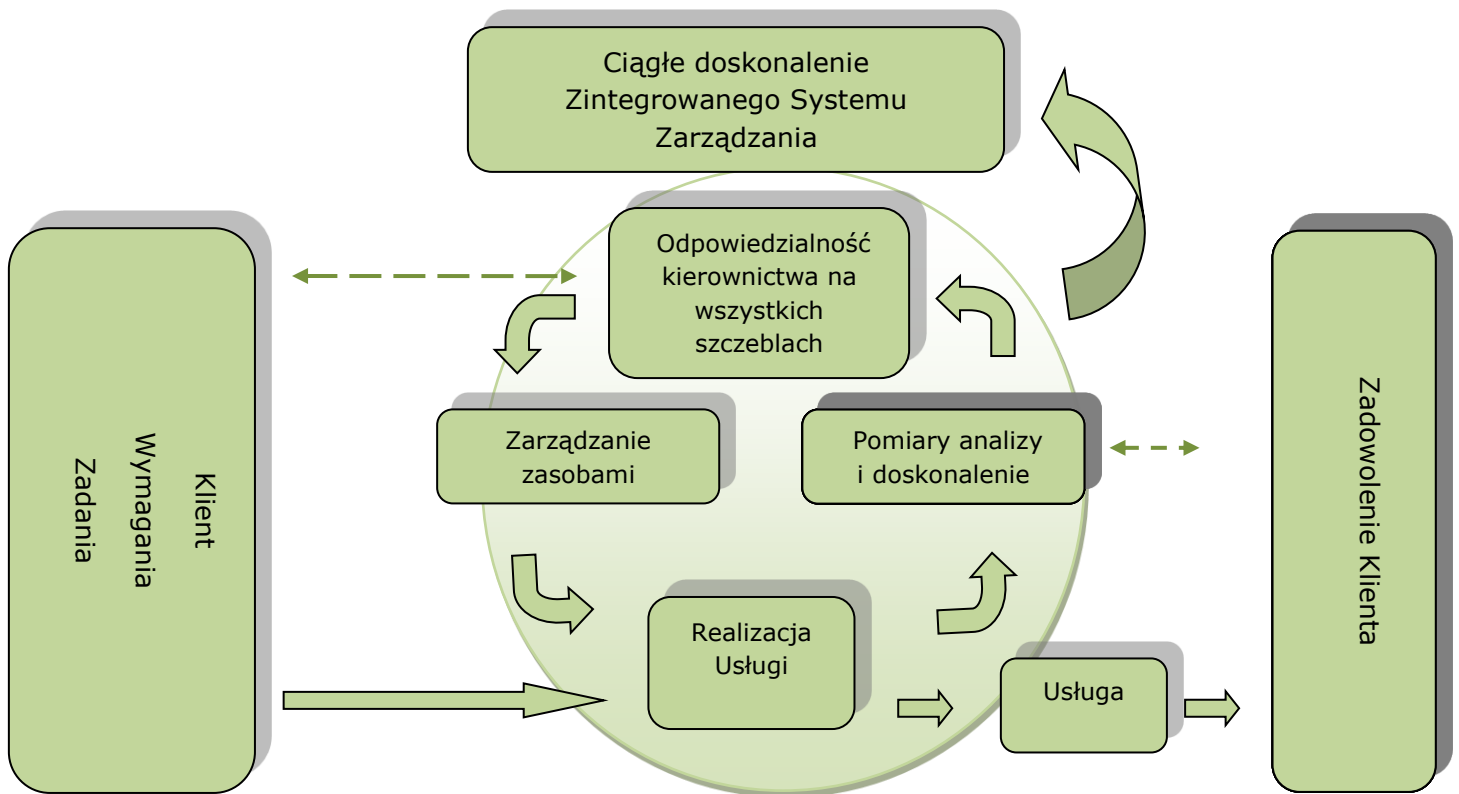 Ciągłe doskonalenie
Zintegrowanego Systemu
Zarządzania
Odpowiedzialność
kierownictwa na
wszystkich
szczeblach
Klient
Wymagania
Zadania
Zarządzanie
zasobami
Pomiary analizy
i doskonalenie
Zadowolenie Klienta
Realizacja
Usługi
Usługa